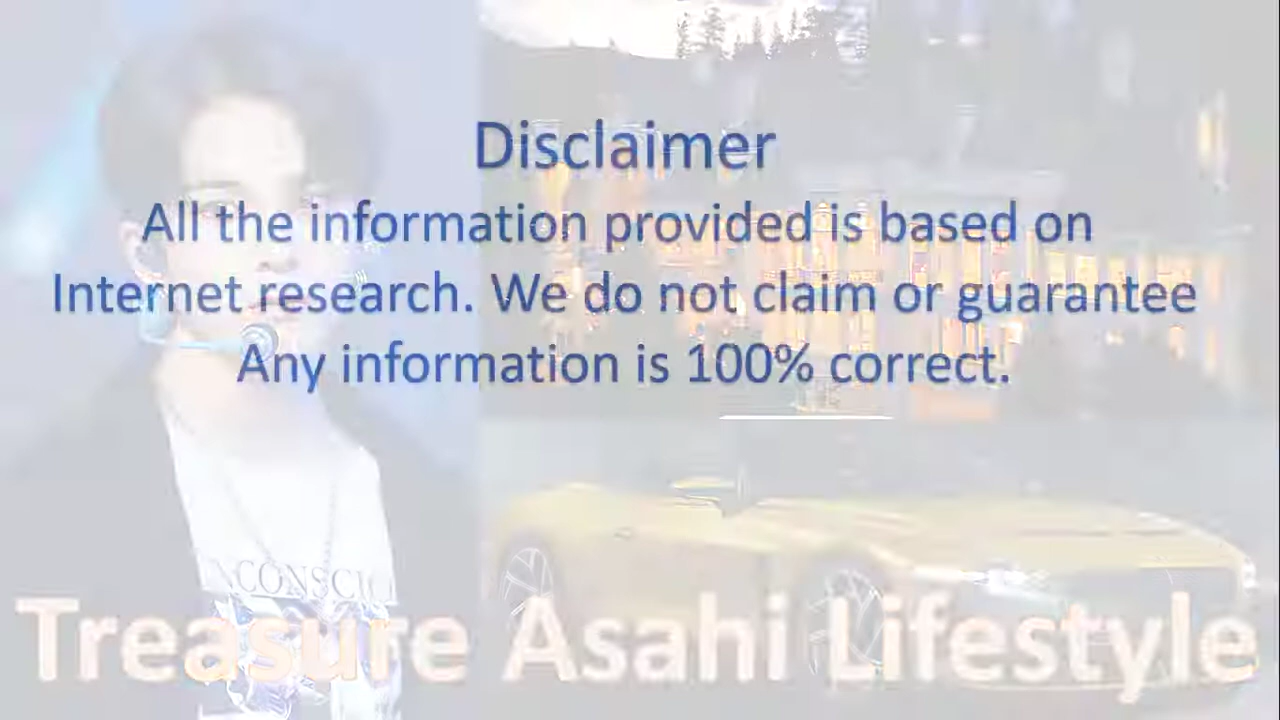 Disclaimer
All the information provided is based on
Internet research. We do not claim or guarantee
Any information is 100% correct.
Treasure Asahi Lifestyle